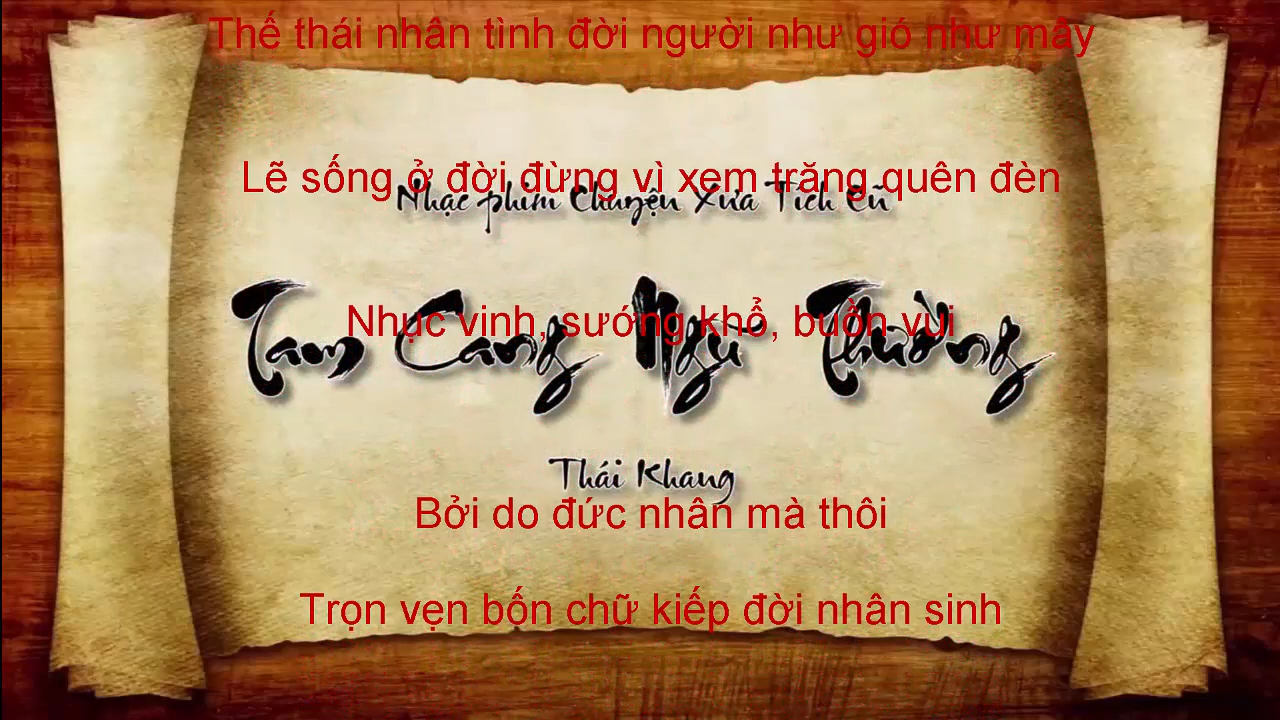 Thế thái nhân tình đời người như gió như mây
Lẽ sống ở đời đừng vì xem trăng quên đèn
Nhạc phim Chuyện Xưa Tích Cũ
Nhục vinh, sướng khổ, buồn vui
Tam Cang Ngũ Thường
Thái Khang
Bởi do đức nhân mà thôi
Trọn vẹn bốn chữ kiếp đời nhân sinh